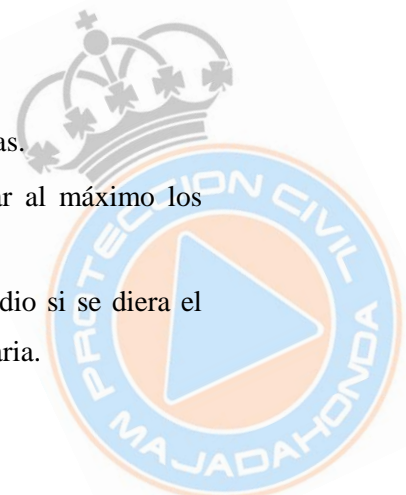 as.
ar al máximo los
dio si se diera el
aria.
PROTECCION CIVIL
MAJADAHONDA